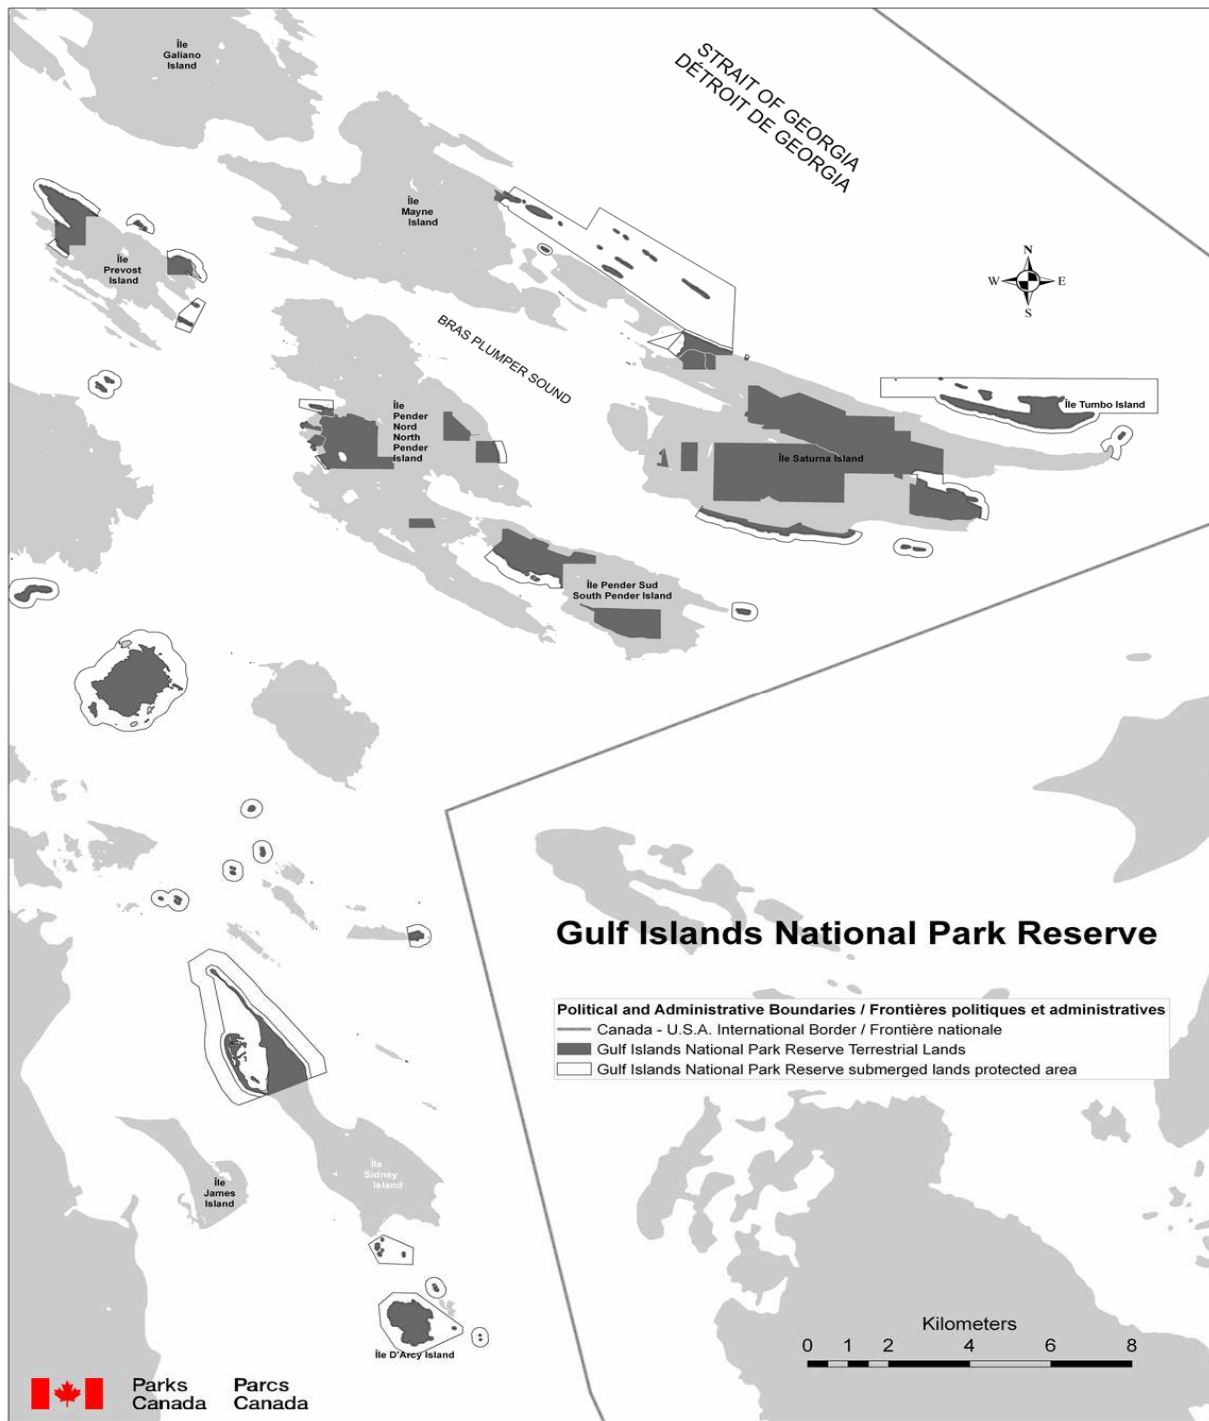 Île
Galiano
Island
STRAIT OF GEORGIA
DÉTROIT DE GEORGIA
Île
Mayne
Island
Île
Prevost
Island
N
W E
S
BRAS PLUMPER SOUND
Île
Pender
Nord
North
Pender
Island
Île Tumbo Island
Île Saturna Island
Île Pender Sud
South Pender Island
Gulf Islands National Park Reserve
Political and Administrative Boundaries / Frontières politiques et administratives
Canada - U.S.A. International Border / Frontière nationale
Gulf Islands National Park Reserve Terrestrial Lands
Gulf Islands National Park Reserve submerged lands protected area
Île
Sidney
Island
Île
James
Island
Île D'Arcy Island
Kilometers
0 1 2 4 6 8
Parks Parcs
Canada Canada